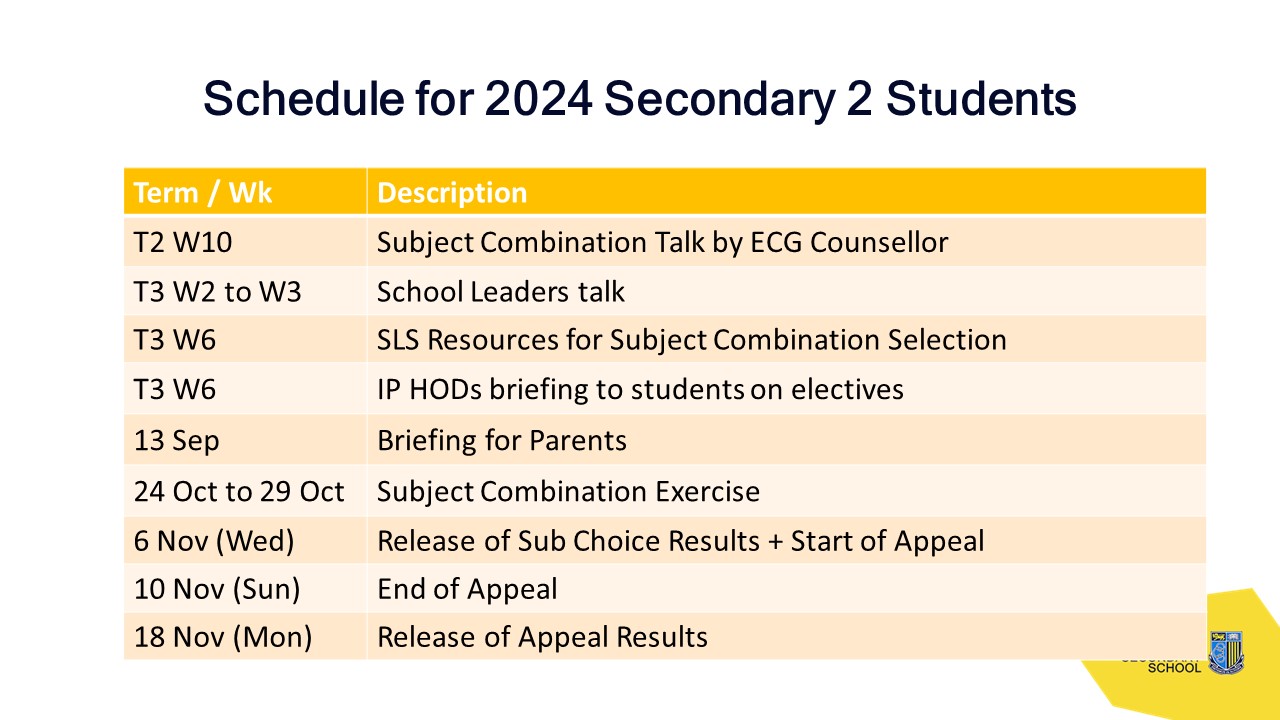 Schedule for 2024 Secondary 2 Students
Term / Wk Description
T2 W10 Subject Combination Talk by ECG Counsellor
T3 W2 to W3 School Leaders talk
T3 W6 SLS Resources for Subject Combination Selection
T3 W6 IP HODs briefing to students on electives
13 Sep Briefing for Parents
24 Oct to 29 Oct Subject Combination Exercise
6 Nov (Wed) Release of Sub Choice Results + Start of Appeal
10 Nov (Sun) End of Appeal
18 Nov (Mon) Release of Appeal Results
SCHOOL